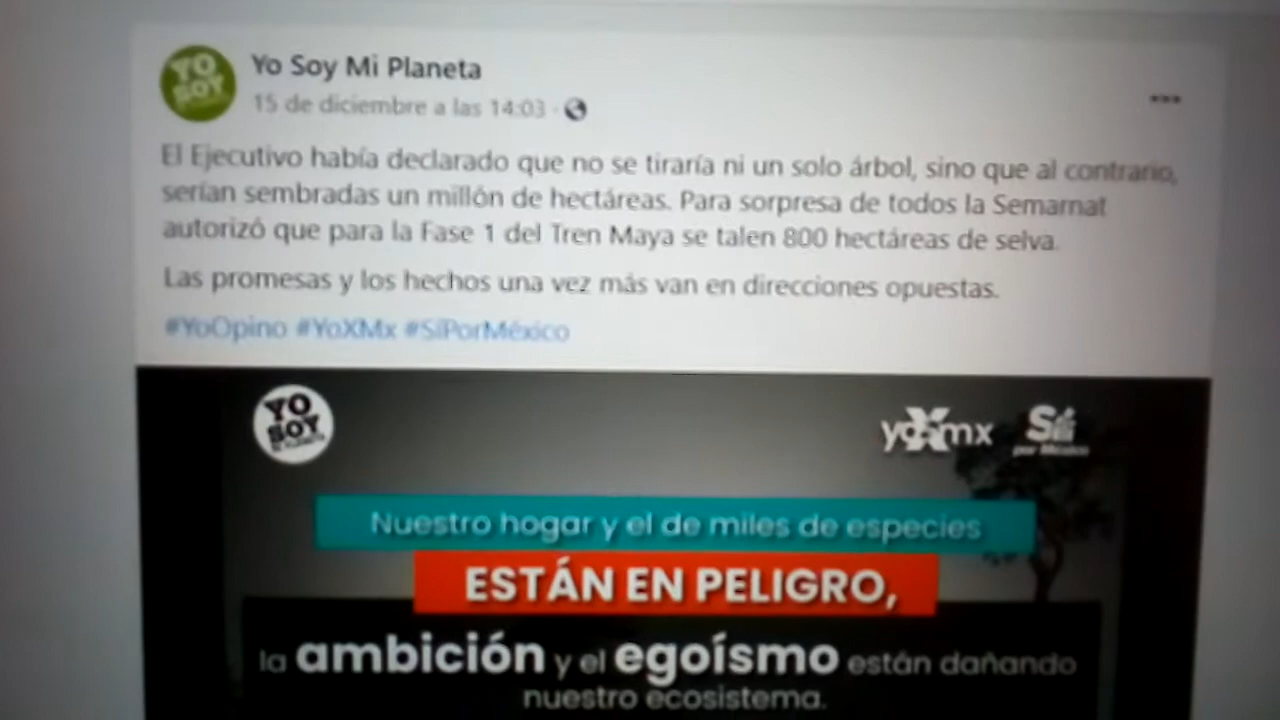 YO SOY
Yo Soy Mi Planeta
15 de diciembre a las 14:03 ·
El Ejecutivo había declarado que no se tiraría ni un solo árbol, sino que al contrario,
serían sembradas un millón de hectáreas. Para sorpresa de todos la Semarnat
autorizó que para la Fase 1 del Tren Maya se talen 800 hectáreas de selva.
Las promesas y los hechos una vez más van en direcciones opuestas.
#YoOpino #YoXMx #SíPorMéxico
YO
SOY
MI PLANETA
yoxmx
Sí
por México
Nuestro hogar y el de miles de especies
ESTÁN EN PELIGRO,
la ambición y el egoísmo están dañando
nuestro ecosistema.